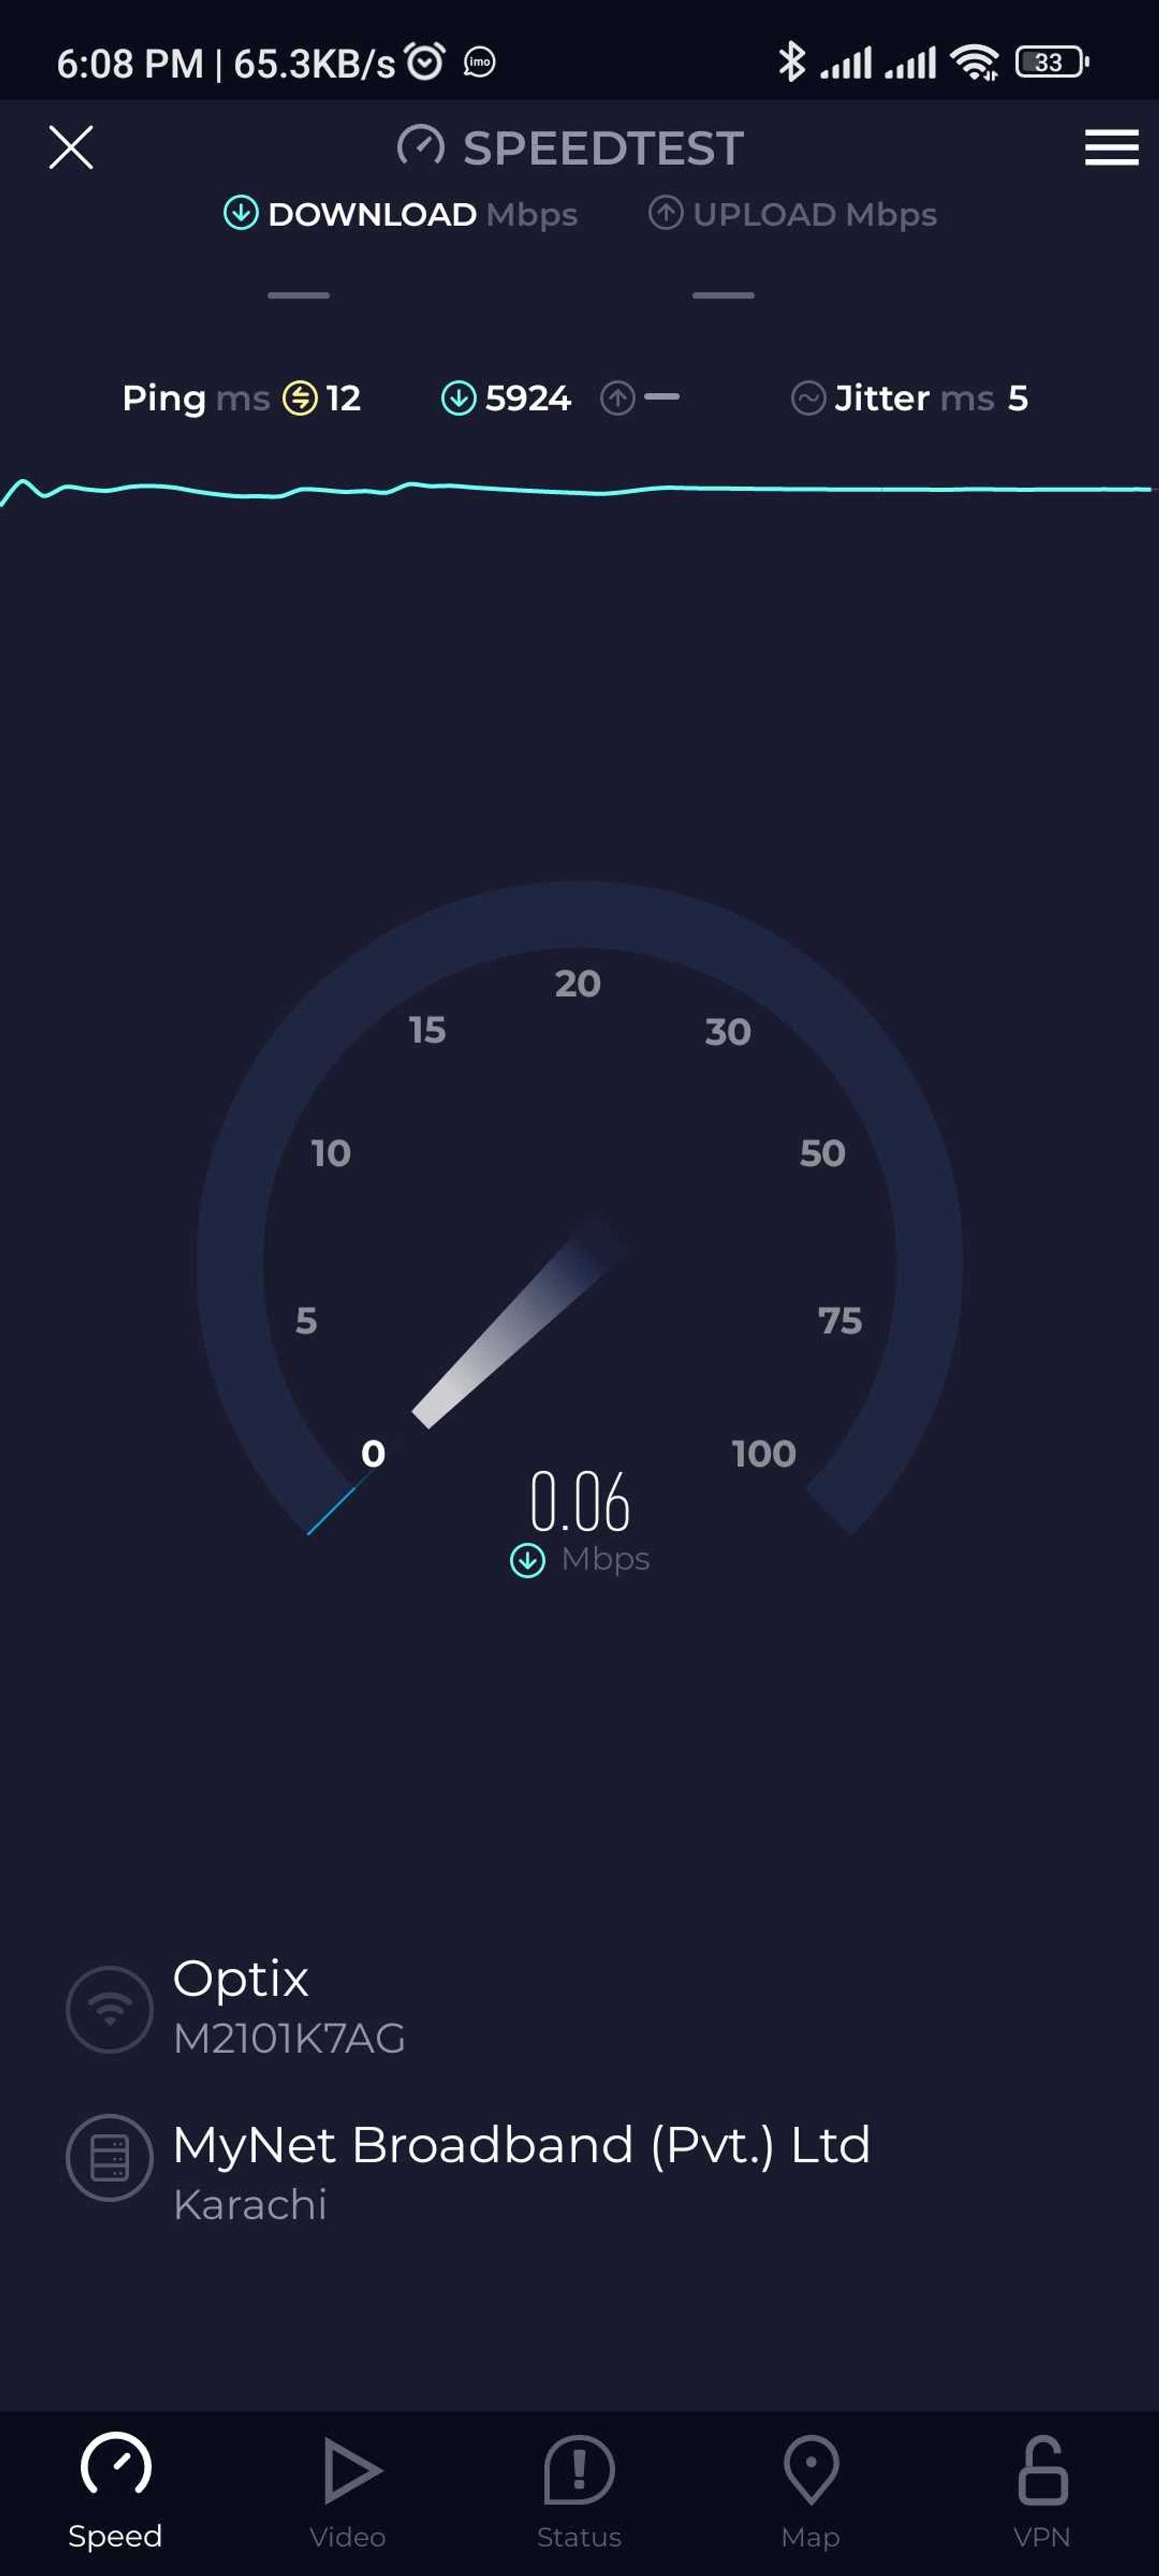 6:08 PM | 65.3KB/s imo 33
SPEEDTEST
DOWNLOAD Mbps UPLOAD Mbps
— —
Ping ms 12 5924 — Jitter ms 5
20
15 30
10 50
5 75
0 100
0.06
Mbps
Optix
M2101K7AG
MyNet Broadband (Pvt.) Ltd
Karachi
Speed Video Status Map VPN